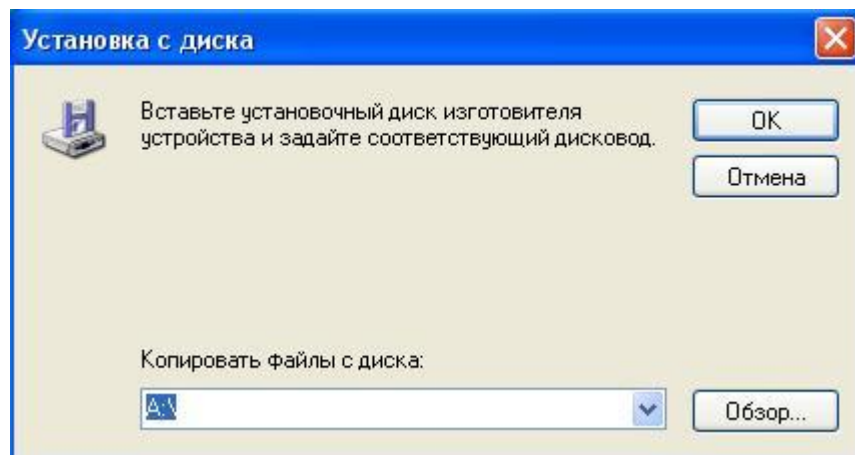 Установка с диска
Вставьте установочный диск изготовителя
устройства и задайте соответствующий дисковод.
OK
Отмена
Копировать файлы с диска:
A:\
Обзор...